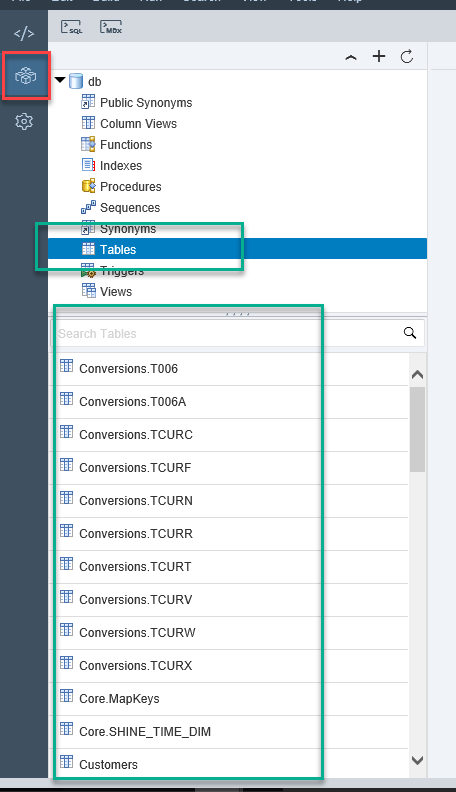 </>
SQL
MDX
db
Public Synonyms
Column Views
Functions
Indexes
Procedures
Sequences
Synonyms
Tables
Triggers
Views
Search Tables
Conversions.T006
Conversions.T006A
Conversions.TCURC
Conversions.TCURF
Conversions.TCURN
Conversions.TCURR
Conversions.TCURT
Conversions.TCURV
Conversions.TCURW
Conversions.TCURX
Core.MapKeys
Core.SHINE_TIME_DIM
Customers